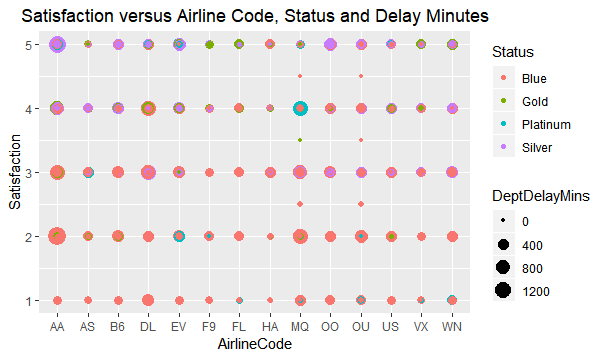 Satisfaction versus Airline Code, Status and Delay Minutes
Satisfaction
5
4
3
2
1
AA AS B6 DL EV F9 FL HA MQ OO OU US VX WN
AirlineCode
Status
Blue
Gold
Platinum
Silver
DeptDelayMins
0
400
800
1200